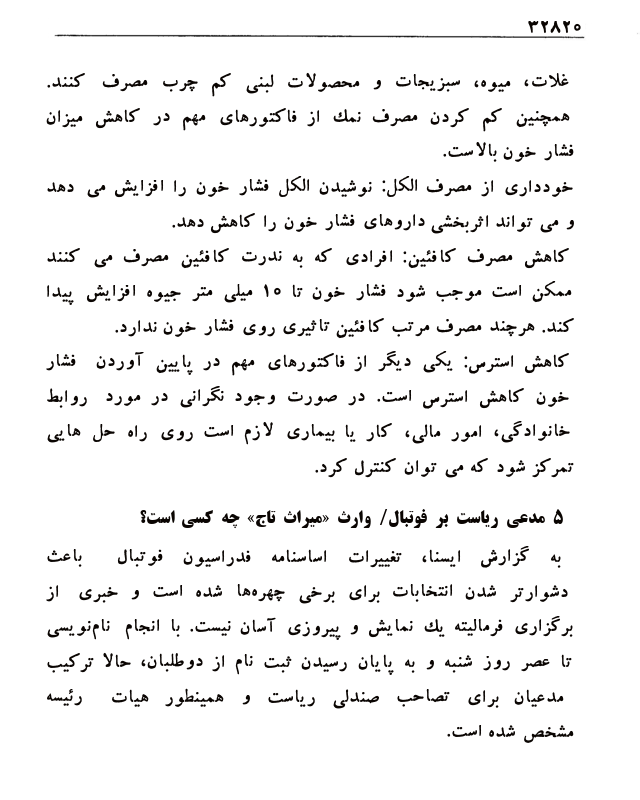 ۳۲۸۲۰
غلات، میوه، سبزیجات و محصولات لبنی کم چرب مصرف کنند.
همچنین کم کردن مصرف نمك از فاکتورهای مهم در کاهش میزان
فشار خون بالاست.
خودداری از مصرف الکل: نوشیدن الکل فشار خون را افزایش می دهد
و می تواند اثربخشی داروهای فشار خون را کاهش دهد.
کاهش مصرف کافئین: افرادی که به ندرت کافئین مصرف می کنند
ممکن است موجب شود فشار خون تا ۱۰ میلی متر جیوه افزایش پیدا
کند. هرچند مصرف مرتب کافئین تاثیری روی فشار خون ندارد.
کاهش استرس: یکی دیگر از فاکتورهای مهم در پایین آوردن فشار
خون کاهش استرس است. در صورت وجود نگرانی در مورد روابط
خانوادگی، امور مالی، کار یا بیماری لازم است روی راه حل هایی
تمرکز شود که می توان کنترل کرد.
۵ مدعی ریاست بر فوتبال/ وارث «میراث تاج» چه کسی است؟
به گزارش ایسنا، تغییرات اساسنامه فدراسیون فوتبال باعث
دشوارتر شدن انتخابات برای برخی چهره‌ها شده است و خبری از
برگزاری فرمالیته یك نمایش و پیروزی آسان نیست. با انجام نام‌نویسی
تا عصر روز شنبه و به پایان رسیدن ثبت نام از دوطلبان، حالا ترکیب
مدعیان برای تصاحب صندلی ریاست و همینطور هیات رئیسه
مشخص شده است.